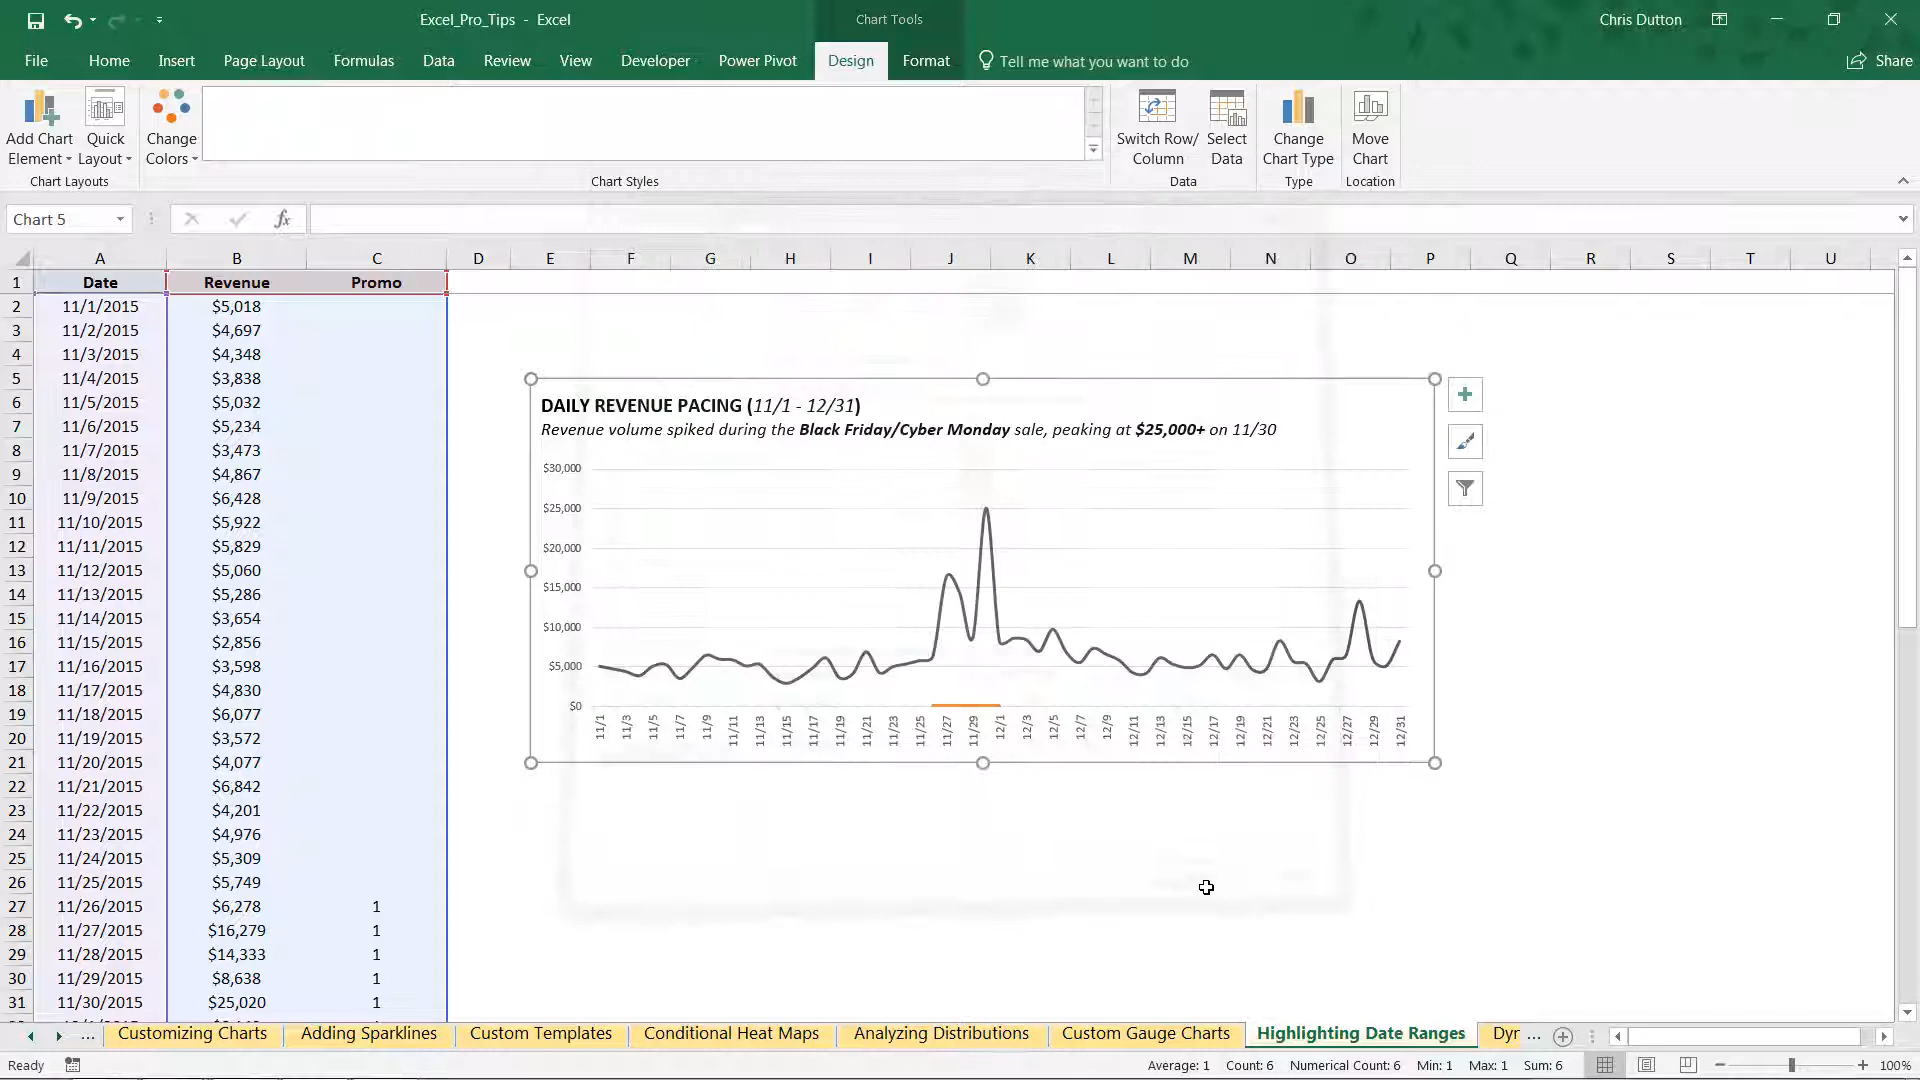 Excel_Pro_Tips - Excel
Chart Tools
Chris Dutton
File Home Insert Page Layout Formulas Data Review View Developer Power Pivot Design Format Tell me what you want to do Share
Add Chart Element
Quick Layout
Change Colors
Switch Row/ Column
Select Data
Change Chart Type
Move Chart
Chart Layouts Chart Styles Data Type Location
Chart 5
fx
A B C D E F G H I J K L M N O P Q R S T U
1 Date Revenue Promo
2 11/1/2015 $5,018
3 11/2/2015 $4,697
4 11/3/2015 $4,348
5 11/4/2015 $3,838
6 11/5/2015 $5,032
7 11/6/2015 $5,234
8 11/7/2015 $3,473
9 11/8/2015 $4,867
10 11/9/2015 $6,428
11 11/10/2015 $5,922
12 11/11/2015 $5,829
13 11/12/2015 $5,060
14 11/13/2015 $5,286
15 11/14/2015 $3,654
16 11/15/2015 $2,856
17 11/16/2015 $3,598
18 11/17/2015 $4,830
19 11/18/2015 $6,077
20 11/19/2015 $3,572
21 11/20/2015 $4,077
22 11/21/2015 $6,842
23 11/22/2015 $4,201
24 11/23/2015 $4,976
25 11/24/2015 $5,309
26 11/25/2015 $5,749
27 11/26/2015 $6,278 1
28 11/27/2015 $16,279 1
29 11/28/2015 $14,333 1
30 11/29/2015 $8,638 1
31 11/30/2015 $25,020 1
DAILY REVENUE PACING (11/1 - 12/31)
Revenue volume spiked during the Black Friday/Cyber Monday sale, peaking at $25,000+ on 11/30
$30,000
$25,000
$20,000
$15,000
$10,000
$5,000
$0
11/1 11/3 11/5 11/7 11/9 11/11 11/13 11/15 11/17 11/19 11/21 11/23 11/25 11/27 11/29 12/1 12/3 12/5 12/7 12/9 12/11 12/13 12/15 12/17 12/19 12/21 12/23 12/25 12/27 12/29 12/31
... Customizing Charts Adding Sparklines Custom Templates Conditional Heat Maps Analyzing Distributions Custom Gauge Charts Highlighting Date Ranges Dyr ...
Ready Average: 1 Count: 6 Numerical Count: 6 Min: 1 Max: 1 Sum: 6 100%